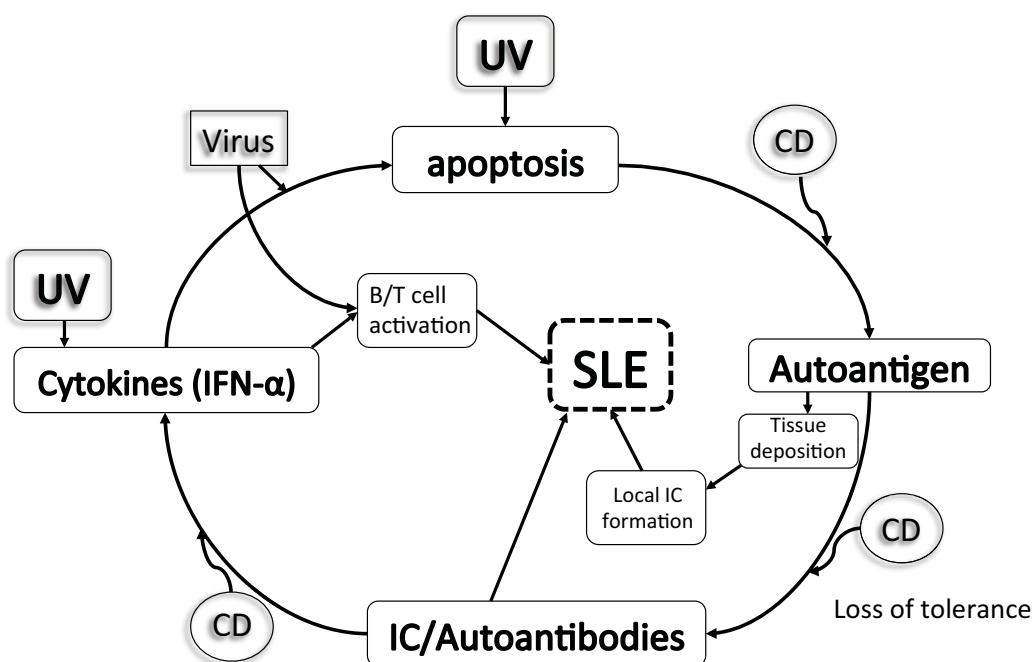 UV
Virus
apoptosis
CD
UV
B/T cell
activation
SLE
Cytokines (IFN-α)
Autoantigen
Tissue
deposition
Local IC
formation
CD
Loss of tolerance
CD
IC/Autoantibodies